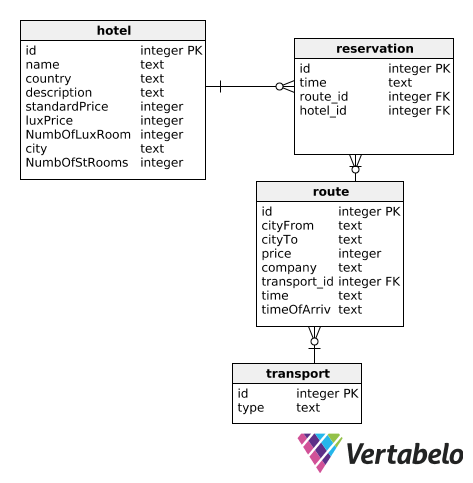 hotel
id integer PK
name text
country text
description text
standardPrice integer
luxPrice integer
NumbOfLuxRoom integer
city text
NumbOfStRooms integer
reservation
id integer PK
time text
route_id integer FK
hotel_id integer FK
route
id integer PK
cityFrom text
cityTo text
price integer
company text
transport_id integer FK
time text
timeOfArriv text
transport
id integer PK
type text
Vertabelo